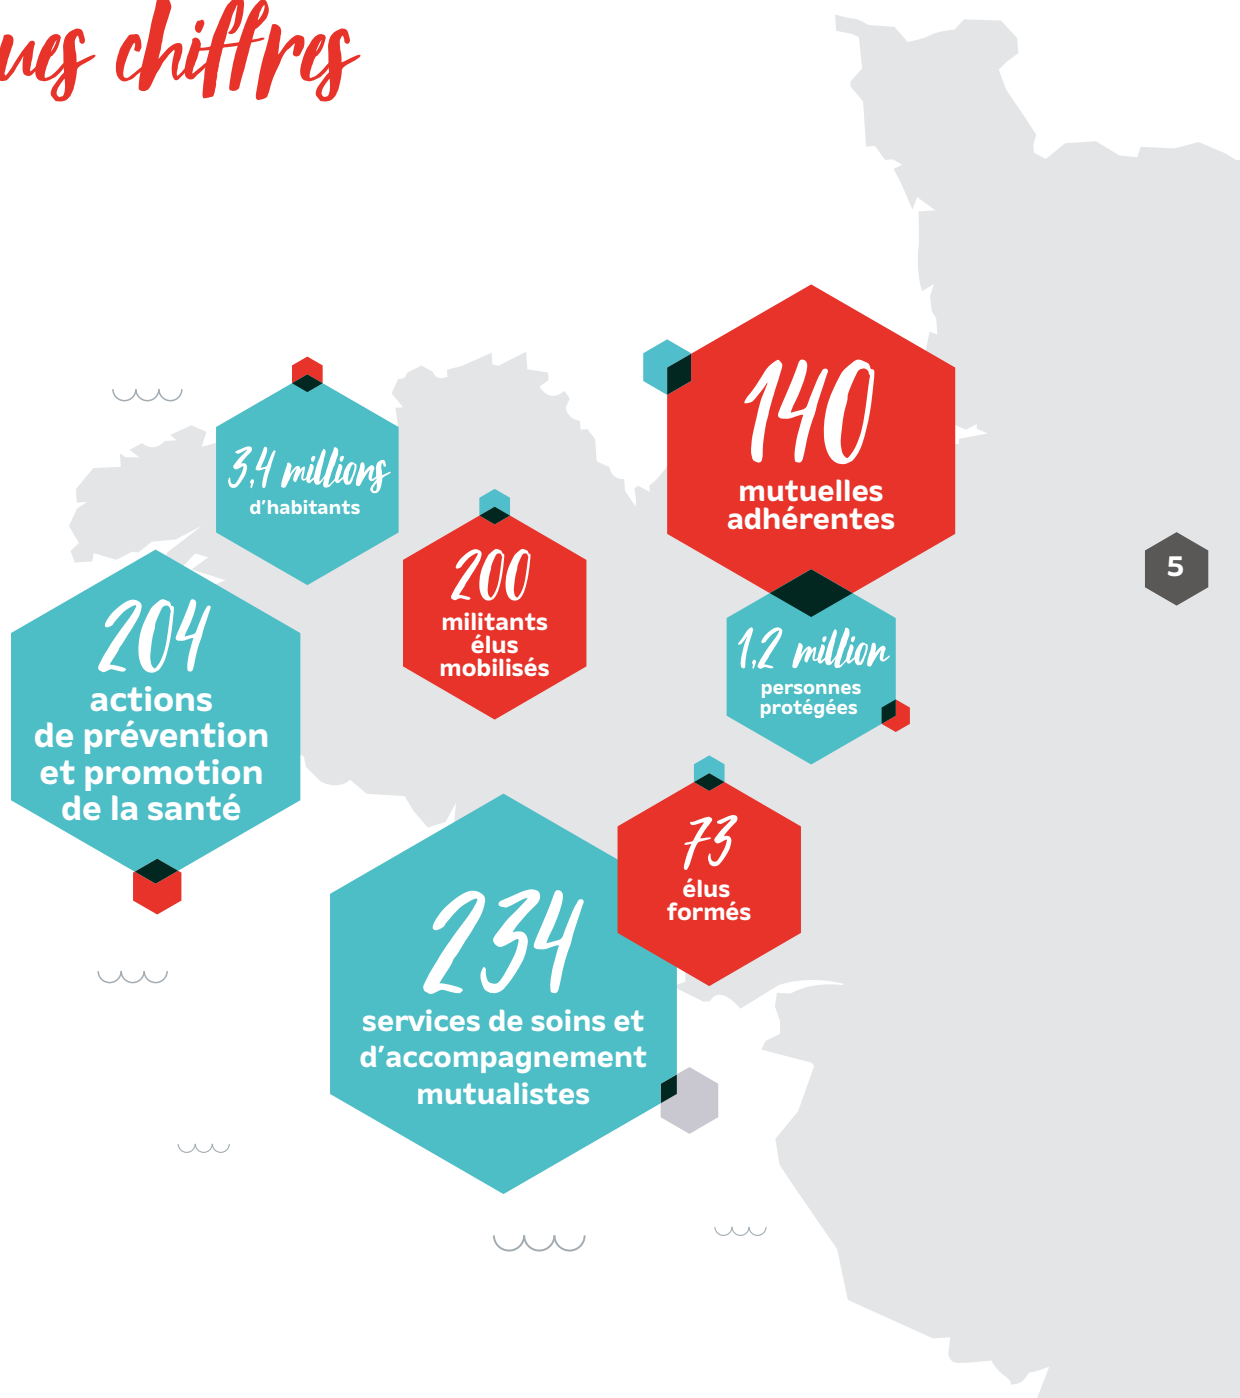 chiffres
140
mutuelles
adhérentes
3,4 millions
d’habitants
200
militants
élus
mobilisés
5
204
actions
de prévention
et promotion
de la santé
1,2 million
personnes
protégées
73
élus
formés
234
services de soins et
d’accompagnement
mutualistes